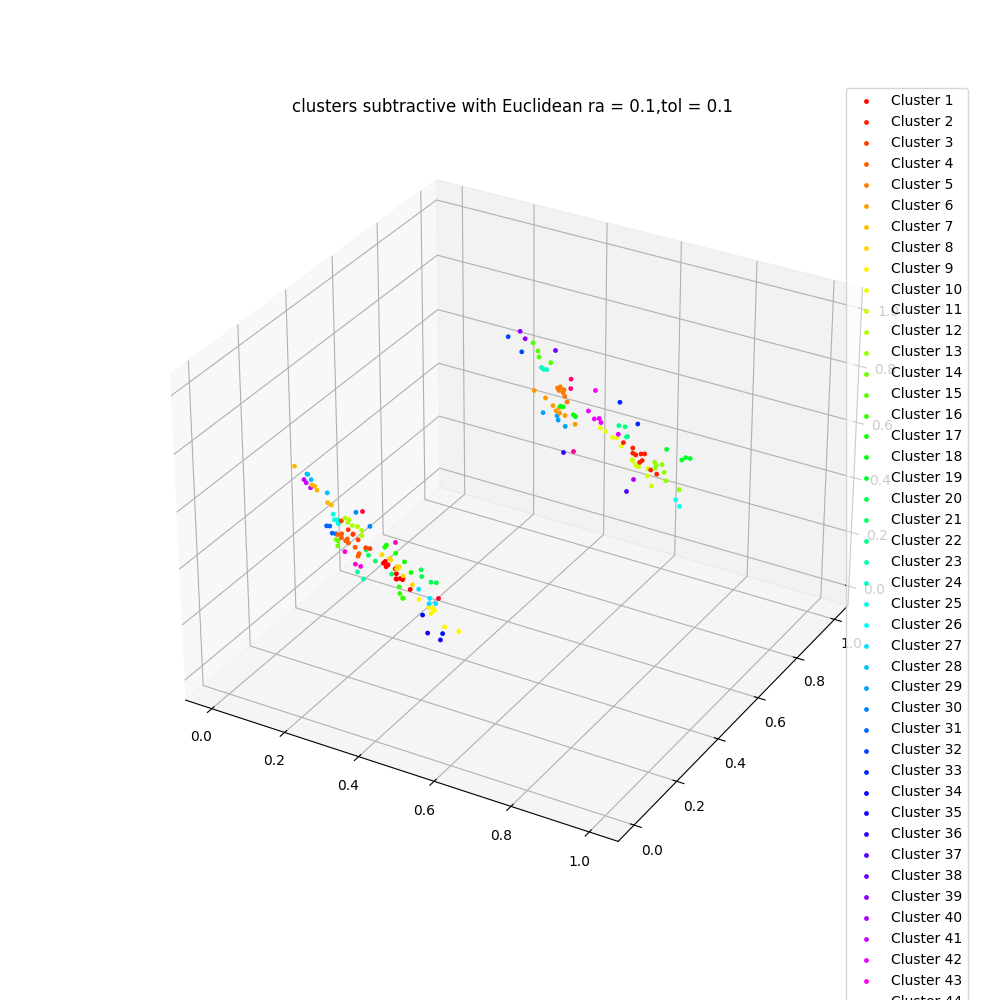 clusters subtractive with Euclidean ra = 0.1,tol = 0.1
Cluster 1
Cluster 2
Cluster 3
Cluster 4
Cluster 5
Cluster 6
Cluster 7
Cluster 8
Cluster 9
Cluster 10
Cluster 11
Cluster 12
Cluster 13
Cluster 14
Cluster 15
Cluster 16
Cluster 17
Cluster 18
Cluster 19
Cluster 20
Cluster 21
Cluster 22
Cluster 23
Cluster 24
Cluster 25
Cluster 26
Cluster 27
Cluster 28
Cluster 29
Cluster 30
Cluster 31
Cluster 32
Cluster 33
Cluster 34
Cluster 35
Cluster 36
Cluster 37
Cluster 38
Cluster 39
Cluster 40
Cluster 41
Cluster 42
Cluster 43
Cluster 44
0.0
0.2
0.4
0.6
0.8
1.0
0.0
0.2
0.4
0.6
0.8
1.0
0.0
0.2
0.4
0.6
0.8
1.0